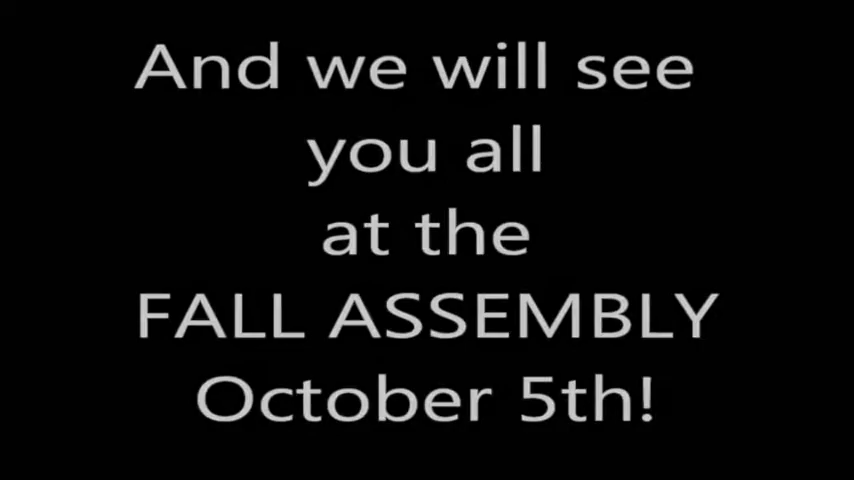 And we will see
you all
at the
FALL ASSEMBLY
October 5th!